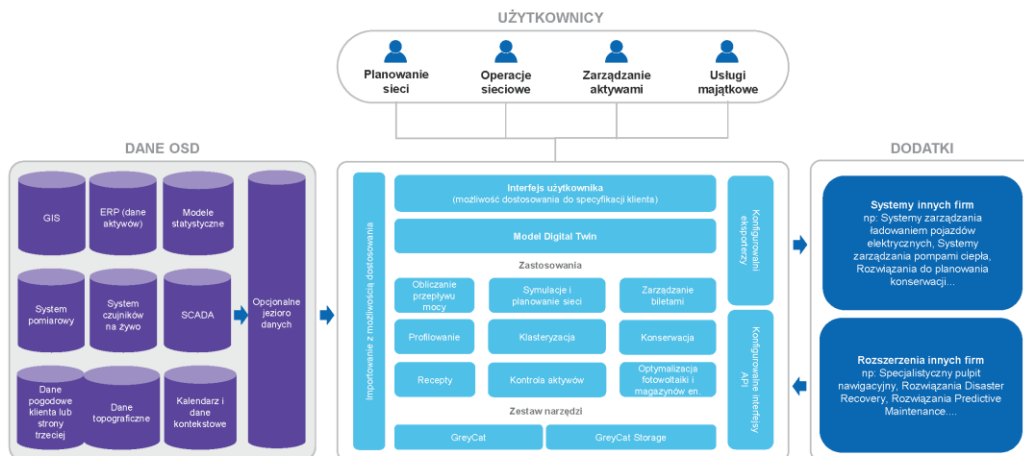 UŻYTKOWNICY
Planowanie
sieci
Operacje
sieciowe
Zarządzanie
aktywami
Usługi
majątkowe
DANE OSD
GIS
ERP (dane
aktywów)
Modele
statystyczne
System
pomiarowy
System
czujników
na żywo
SCADA
Dane
pogodowe
klienta lub
strony
trzeciej
Dane
topograficzne
Kalendarz i
dane
kontekstowe
Opcjonalne
jezioro
danych
Importowanie z możliwością dostosowania
Interfejs użytkownika
(możliwość dostosowania do specyfikacji klienta)
Model Digital Twin
Zastosowania
Obliczanie
przepływu
mocy
Symulacje i
planowanie sieci
Zarządzanie
biletami
Profilowanie
Klasteryzacja
Konserwacja
Recepty
Kontrola aktywów
Optymalizacja
fotowoltaiki i
magazynów en.
Zestaw narzędzi
GreyCat
GreyCat Storage
Konfigurowalni
eksporterzy
Konfigurowalne interfejsy
API
DODATKI
Systemy innych firm
np: Systemy zarządzania
ładowaniem pojazdów
elektrycznych, Systemy
zarządzania pompami ciepła,
Rozwiązania do planowania
konserwacji...
Rozszerzenia innych firm
np: Specjalistyczny pulpit
nawigacyjny, Rozwiązania Disaster
Recovery, Rozwiązania Predictive
Maintenance....